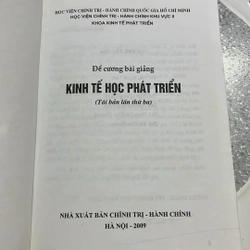 HỌC VIỆN CHÍNH TRỊ - HÀNH CHÍNH QUỐC GIA HỒ CHÍ MINH
HỌC VIỆN CHÍNH TRỊ - HÀNH CHÍNH KHU VỰC II
KHOA KINH TẾ PHÁT TRIỂN
Đề cương bài giảng
KINH TẾ HỌC PHÁT TRIỂN
(Tái bản lần thứ ba)
NHÀ XUẤT BẢN CHÍNH TRỊ - HÀNH CHÍNH
HÀ NỘI - 2009